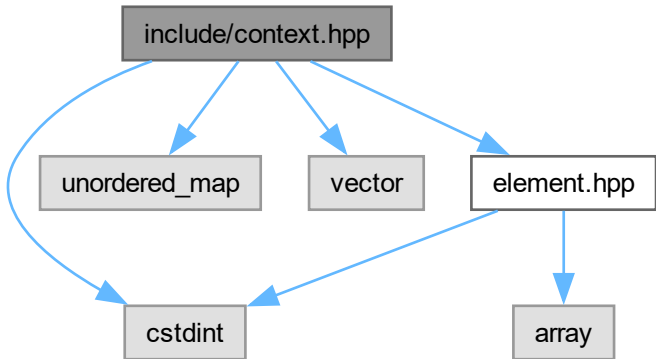 include/context.hpp
unordered_map
vector
element.hpp
cstdint
array